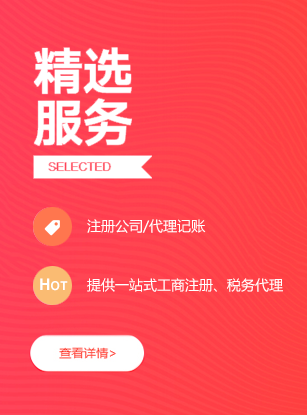 精选
服务
SELECTED
注册公司/代理记账
HOT
提供一站式工商注册、税务代理
查看详情>